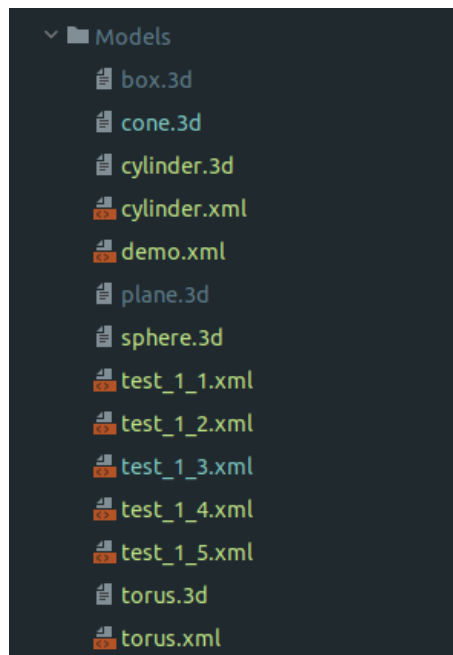 Models
box.3d
cone.3d
cylinder.3d
cylinder.xml
demo.xml
plane.3d
sphere.3d
test_1_1.xml
test_1_2.xml
test_1_3.xml
test_1_4.xml
test_1_5.xml
torus.3d
torus.xml